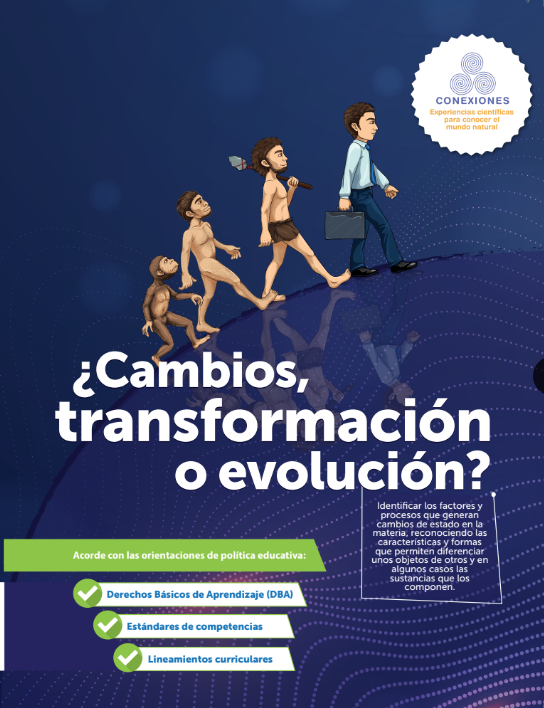 CONEXIONES
Experiencias científicas
para conocer el
mundo natural
¿Cambios,
transformación
o evolución?
Identificar los factores y
procesos que generan
cambios de estado en la
materia, reconociendo las
características y formas
que permiten diferenciar
unos objetos de otros y en
algunos casos las
sustancias que los
componen.
Acorde con las orientaciones de política educativa:
Derechos Básicos de Aprendizaje (DBA)
Estándares de competencias
Lineamientos curriculares